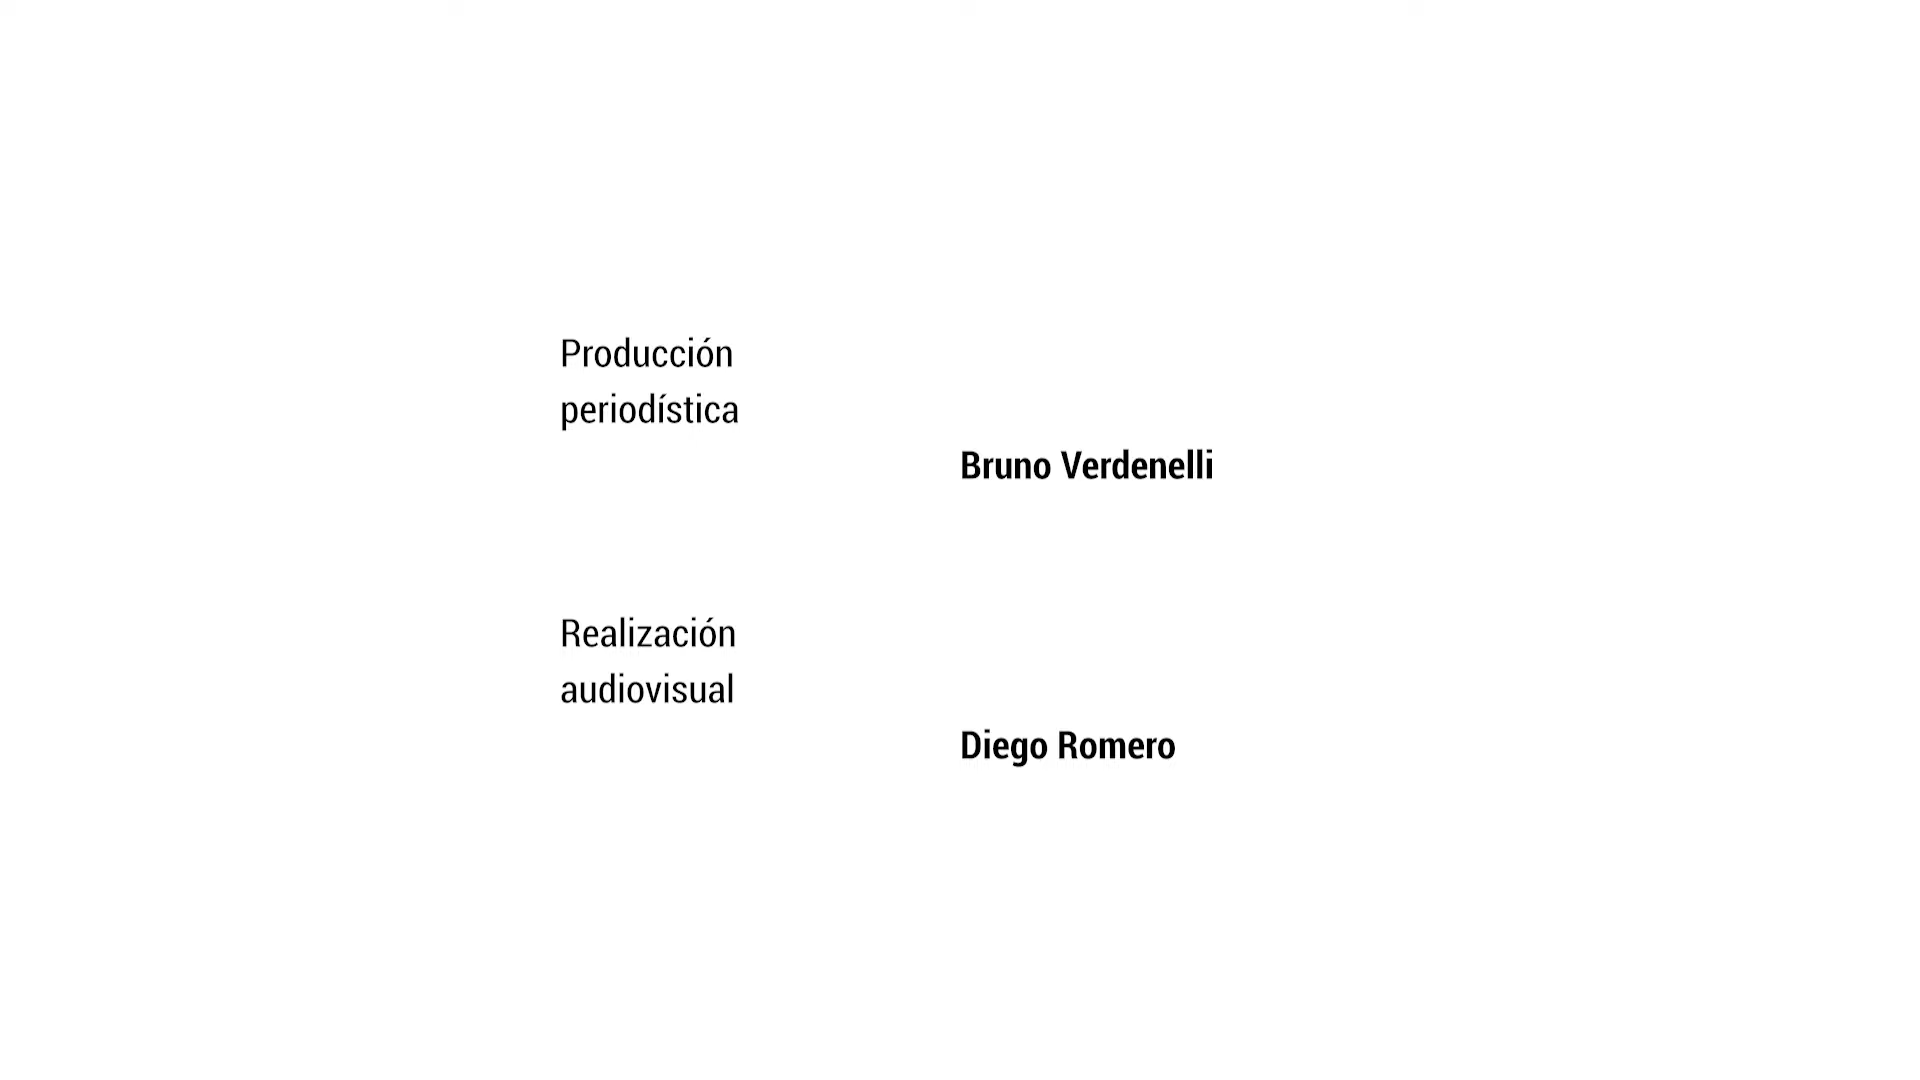 Producción
periodística
Bruno Verdenelli
Realización
audiovisual
Diego Romero